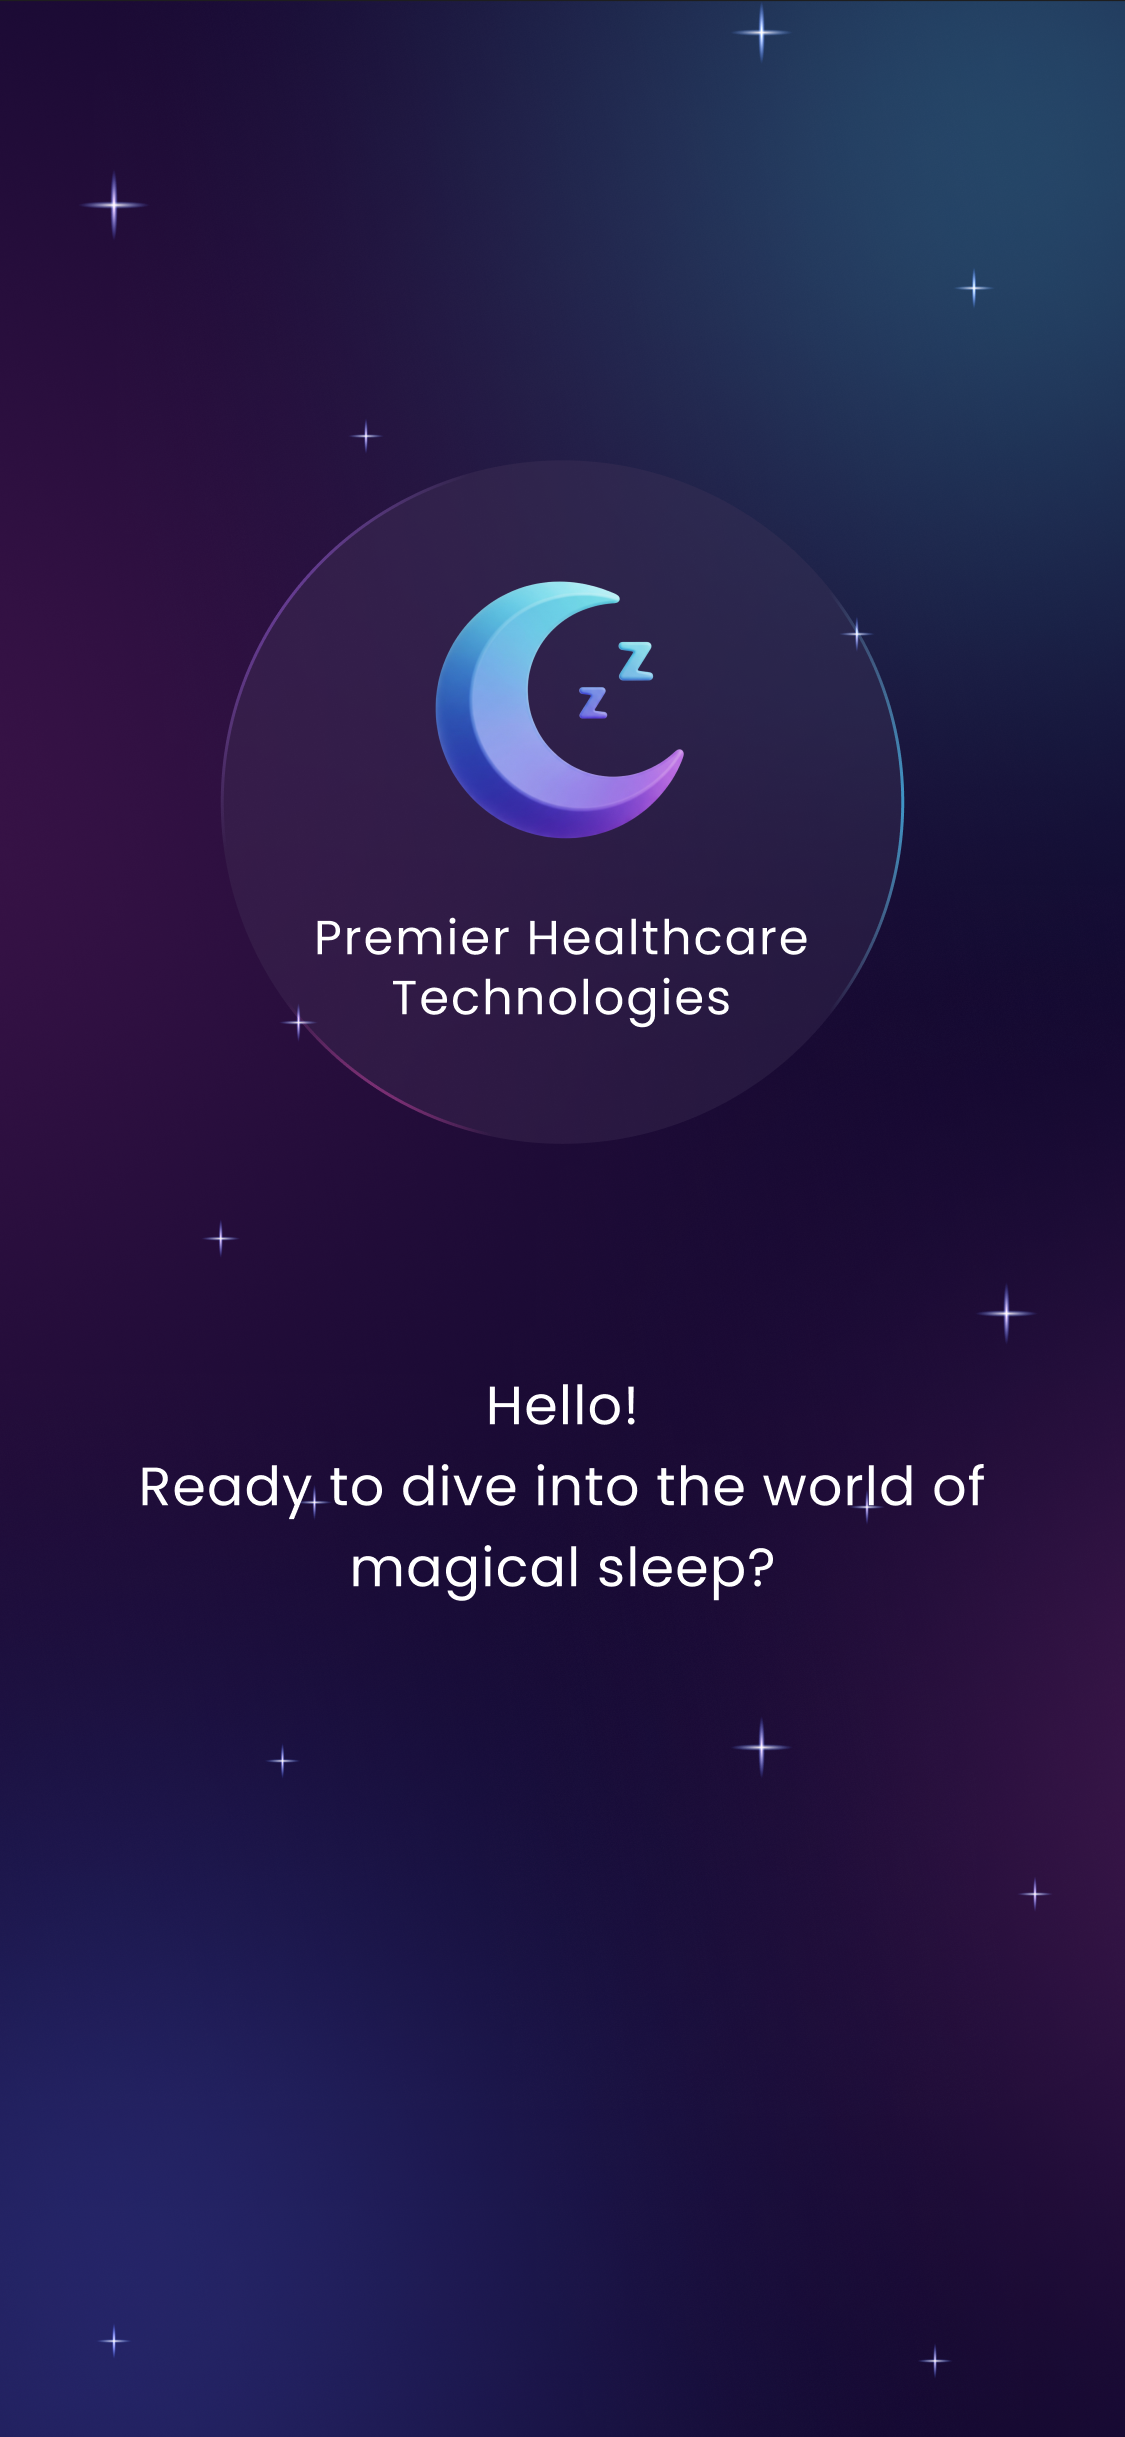 z
z
Premier Healthcare
Technologies
Hello!
Ready to dive into the world of
magical sleep?